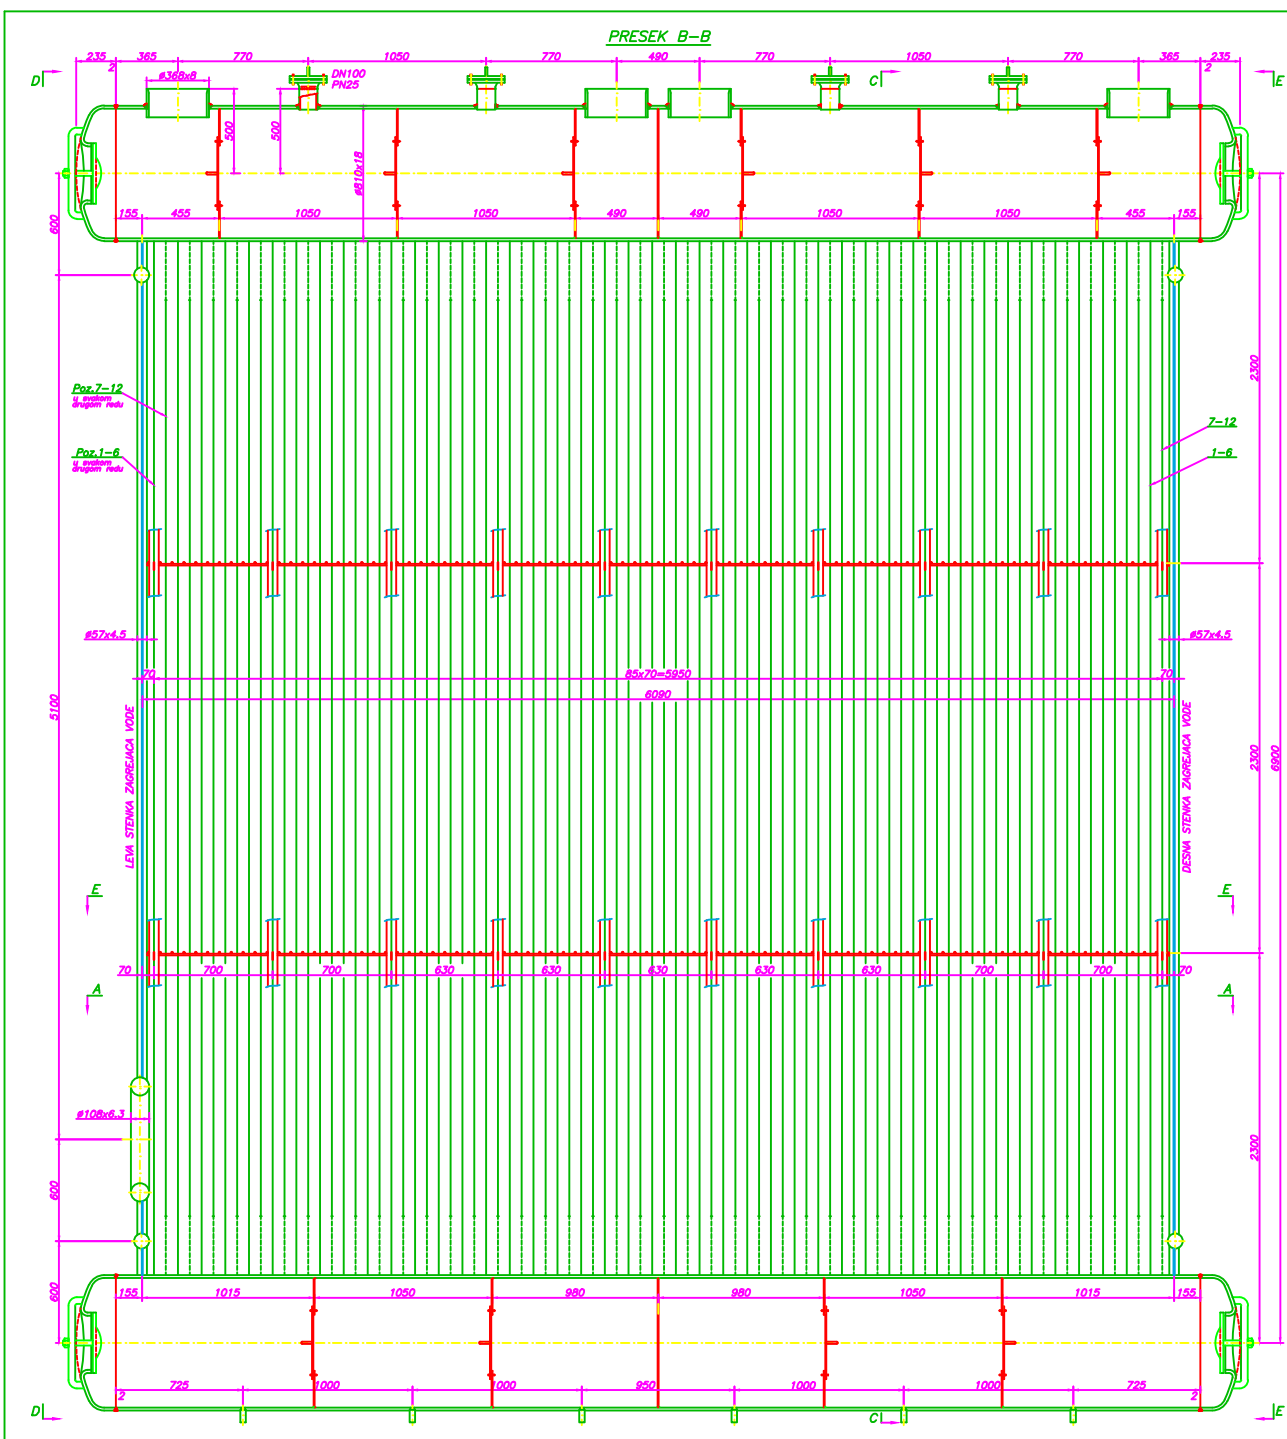 PRESEK B-B
235 365 770 1050 770 490 770 1050 770 365 235
D 2 C 2 E
ø368x8 DN100
PN25
500 500 ø810x18
155 455 1050 1050 490 490 1050 1050 455 155
600
2300
Poz.7-12
u svakom
drugom redu
7-12
Poz.1-6
u svakom
drugom redu
1-6
ø57x4.5 ø57x4.5
70 85x70=5950 70
6090
5100
LEVA STENKA ZAGREJACA VODE
DESNA STENKA ZAGREJACA VODE
2300
6900
E E
70 700 700 630 630 630 630 630 700 700 70
A A
ø108x6.3
2300
600
600
155 1015 1050 980 980 1050 1015 155
725 1000 1000 950 1000 1000 725
2 2
D C E